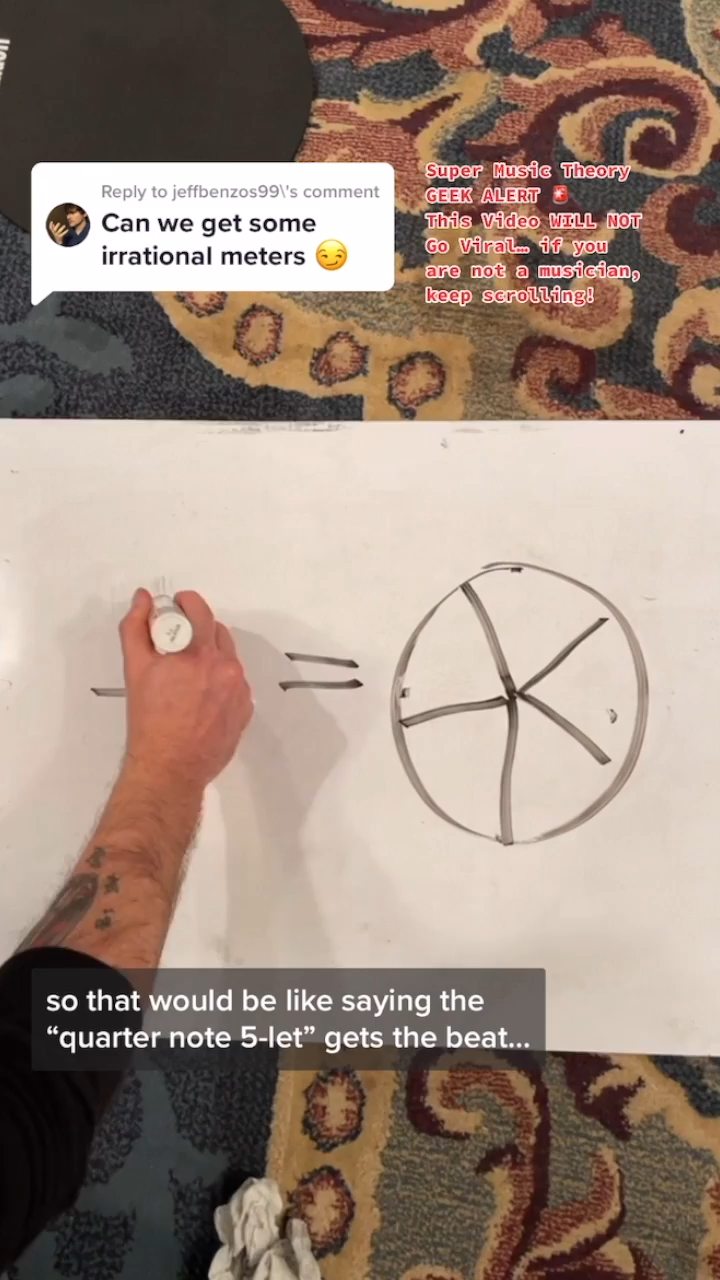 Reply to jeffbenzos99\'s comment
Can we get some
irrational meters 😏
Super Music Theory
GEEK ALERT 🚨
This Video WILL NOT
Go Viral… if you
are not a musician,
keep scrolling!
=
so that would be like saying the
“quarter note 5-let” gets the beat...